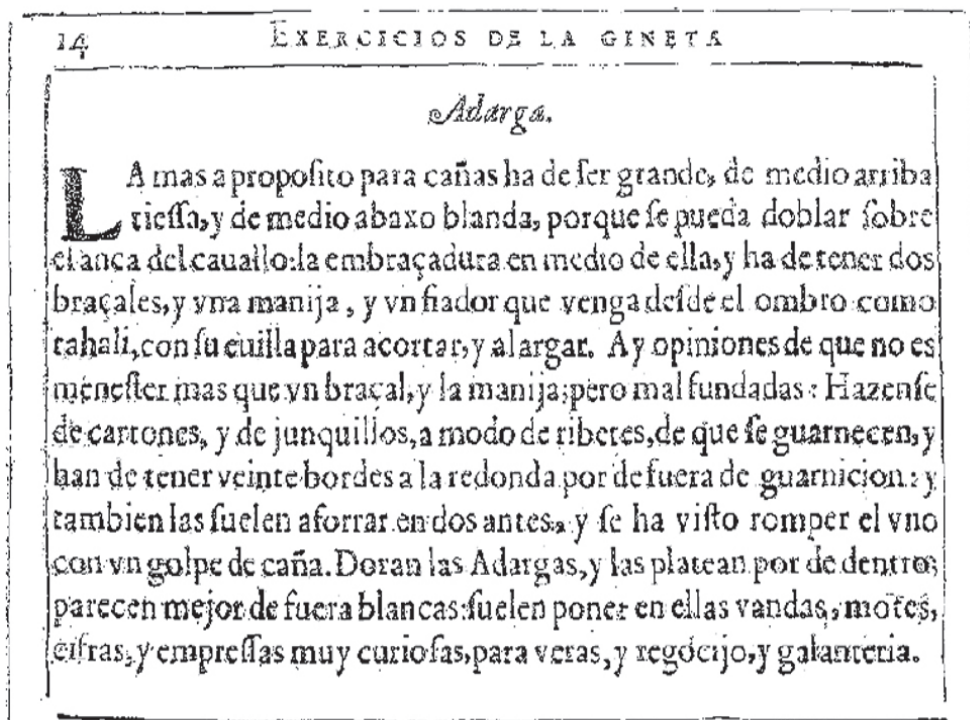 14 EXERCICIOS DE LA GINETA
Adarga.
LA mas a proposito para cañas ha de ſer grande, de medio arriba
tieſſa, y de medio abaxo blanda, porque ſe pueda doblar ſobre
el anca del cauallo: la embraçadura en medio de ella, y ha de tener dos
braçales, y vna manija, y vn fiador que venga deſde el ombro como
tahali, con ſu euilla para acortar, y alargar. Ay opiniones de que no es
meneſter mas que vn braçal, y la manija; pero mal fundadas: Hazenſe
de cartones, y de junquillos, a modo de ribetes, de que ſe guarnecen, y
han de tener veinte bordes a la redonda por defuera de guarnicion: y
tambien las ſuelen aforrar en dos antes, y ſe ha viſto romper el vno
con vn golpe de caña. Doran las Adargas, y las platean por de dentro;
parecen mejor de fuera blancas: ſuelen poner en ellas vandas, motes,
cifras, y empreſſas muy curioſas, para veras, y regocijo, y galanteria.